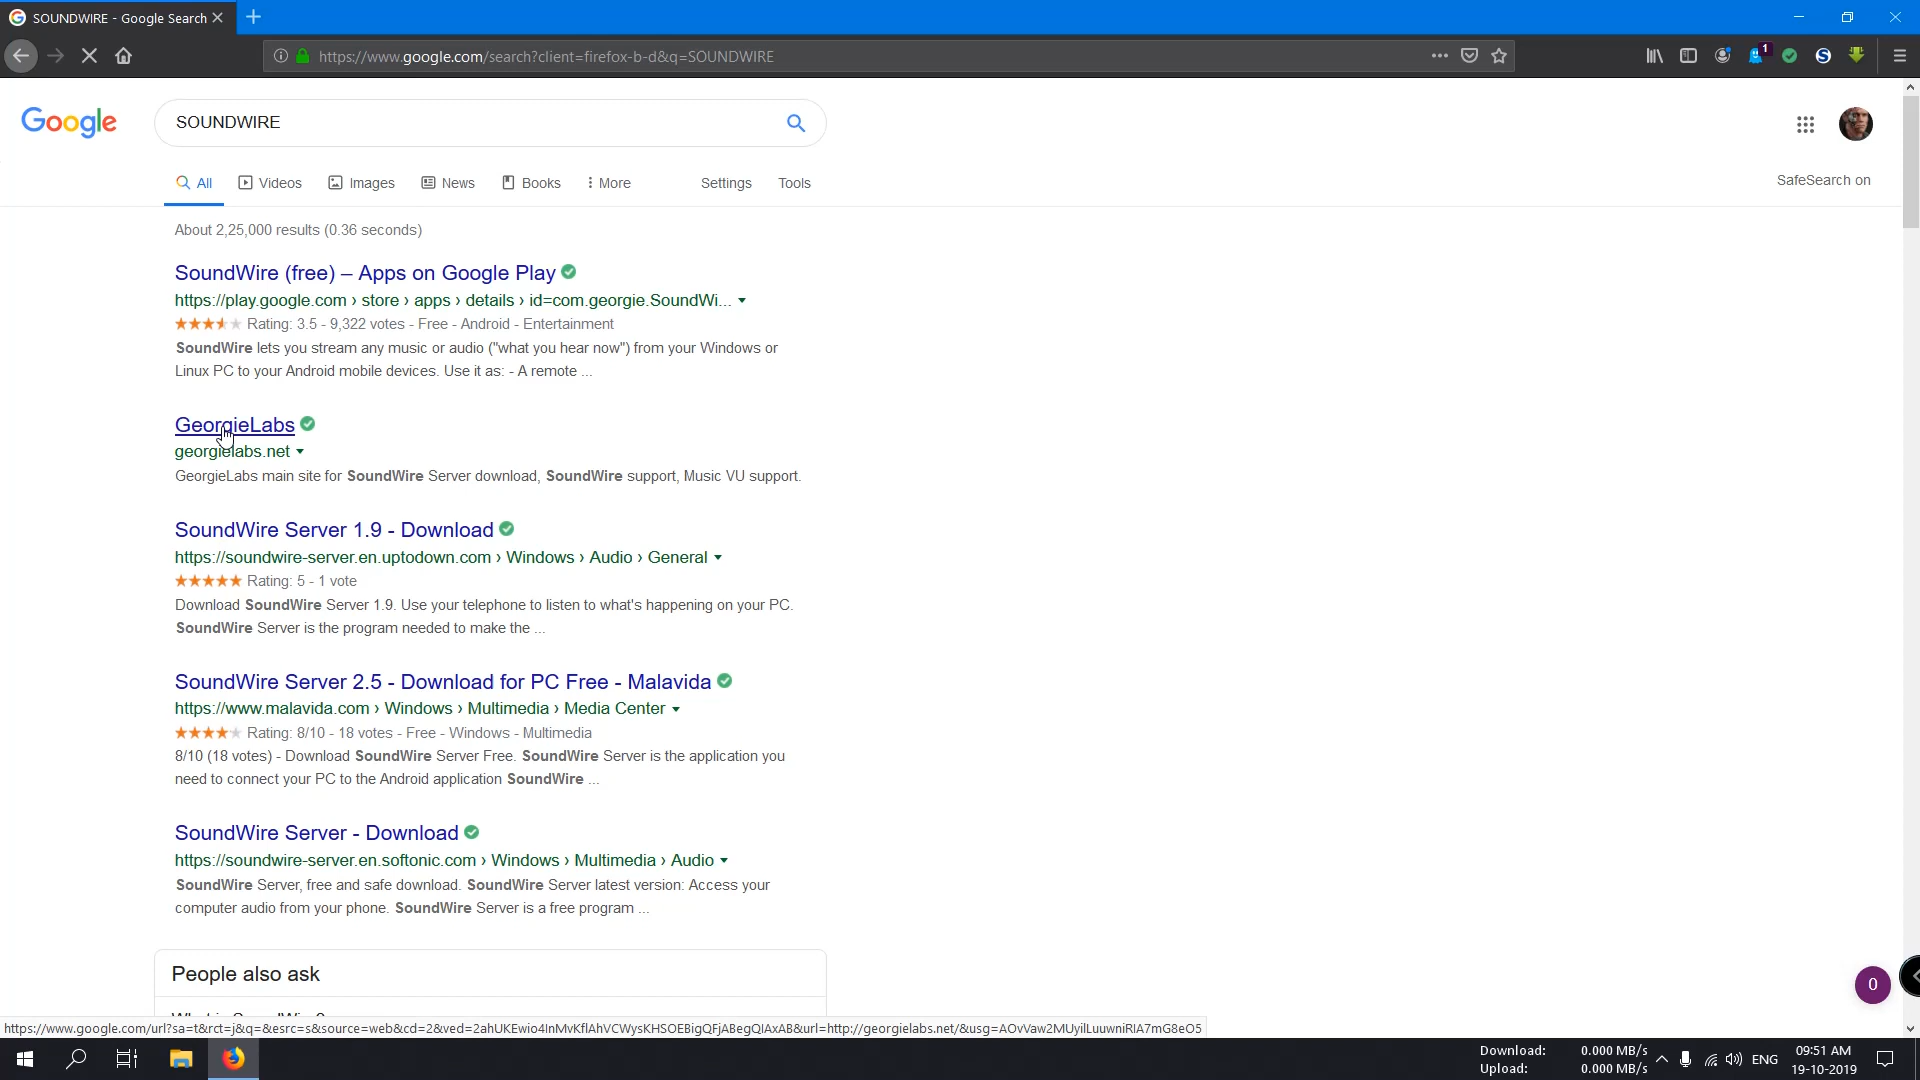 SOUNDWIRE - Google Search
https://www.google.com/search?client=firefox-b-d&q=SOUNDWIRE
1
Google
SOUNDWIRE
All Videos Images News Books More Settings Tools
SafeSearch on
About 2,25,000 results (0.36 seconds)
SoundWire (free) – Apps on Google Play
https://play.google.com › store › apps › details › id=com.georgie.SoundWi...
Rating: 3.5 - 9,322 votes - Free - Android - Entertainment
SoundWire lets you stream any music or audio ("what you hear now") from your Windows or
Linux PC to your Android mobile devices. Use it as: - A remote ...
GeorgieLabs
georgielabs.net
GeorgieLabs main site for SoundWire Server download, SoundWire support, Music VU support.
SoundWire Server 1.9 - Download
https://soundwire-server.en.uptodown.com › Windows › Audio › General
Rating: 5 - 1 vote
Download SoundWire Server 1.9. Use your telephone to listen to what's happening on your PC.
SoundWire Server is the program needed to make the ...
SoundWire Server 2.5 - Download for PC Free - Malavida
https://www.malavida.com › Windows › Multimedia › Media Center
Rating: 8/10 - 18 votes - Free - Windows - Multimedia
8/10 (18 votes) - Download SoundWire Server Free. SoundWire Server is the application you
need to connect your PC to the Android application SoundWire ...
SoundWire Server - Download
https://soundwire-server.en.softonic.com › Windows › Multimedia › Audio
SoundWire Server, free and safe download. SoundWire Server latest version: Access your
computer audio from your phone. SoundWire Server is a free program ...
People also ask
0
Download: 0.000 MB/s
Upload: 0.000 MB/s
ENG
09:51 AM
19-10-2019